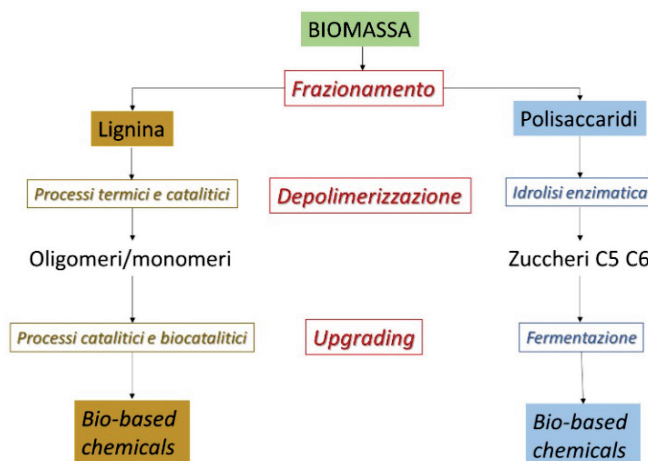 BIOMASSA
Frazionamento
Lignina
Polisaccaridi
Processi termici e catalitici
Depolimerizzazione
Idrolisi enzimatica
Oligomeri/monomeri
Zuccheri C5 C6
Processi catalitici e biocatalitici
Upgrading
Fermentazione
Bio-based
chemicals
Bio-based
chemicals